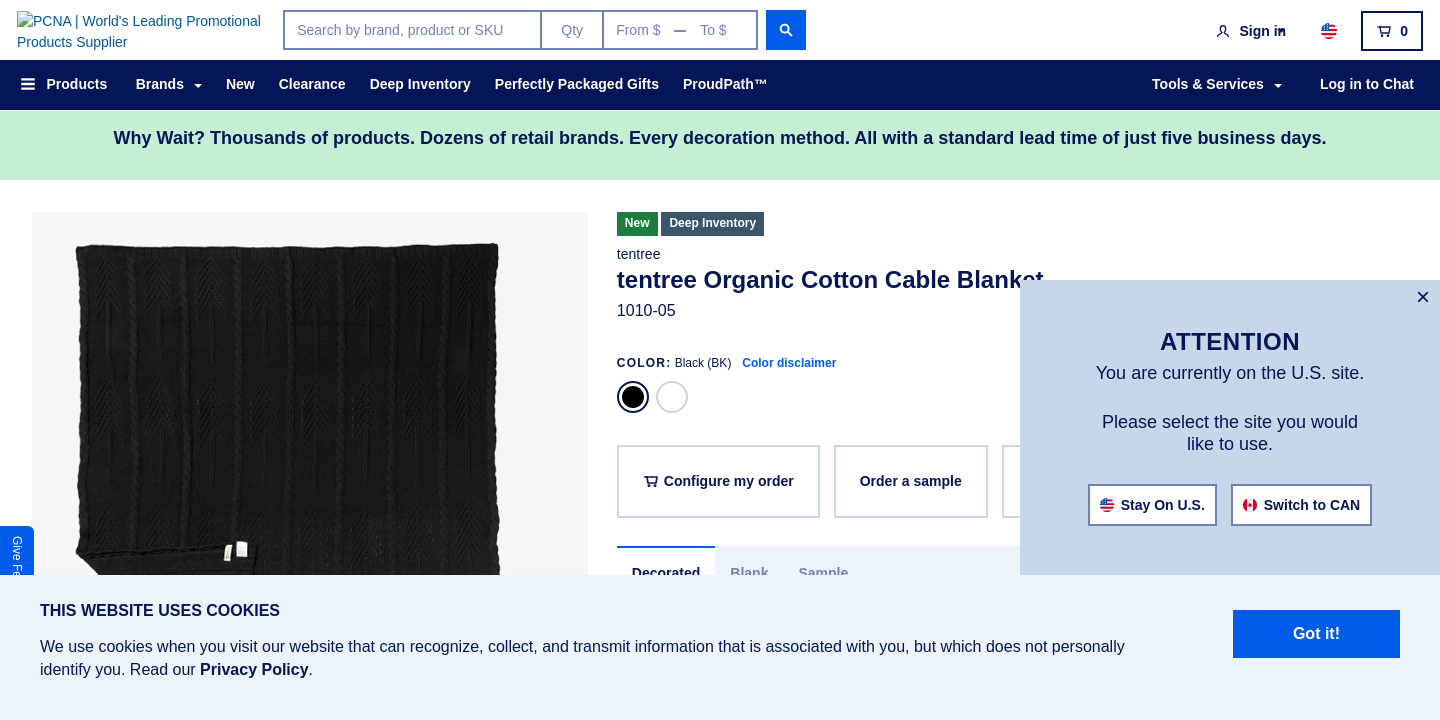 PCNA | World's Leading Promotional
Products Supplier
Search by brand, product or SKU
Qty
From $ — To $
Sign in
0
Products
Brands
New
Clearance
Deep Inventory
Perfectly Packaged Gifts
ProudPath™
Tools & Services
Log in to Chat
Why Wait? Thousands of products. Dozens of retail brands. Every decoration method. All with a standard lead time of just five business days.
New
Deep Inventory
tentree
tentree Organic Cotton Cable Blanket
1010-05
COLOR: Black (BK) Color disclaimer
Configure my order
Order a sample
Decorated
Blank
Sample
×
ATTENTION
You are currently on the U.S. site.
Please select the site you would
like to use.
Stay On U.S.
Switch to CAN
Give Fe
THIS WEBSITE USES COOKIES
We use cookies when you visit our website that can recognize, collect, and transmit information that is associated with you, but which does not personally
identify you. Read our Privacy Policy.
Got it!